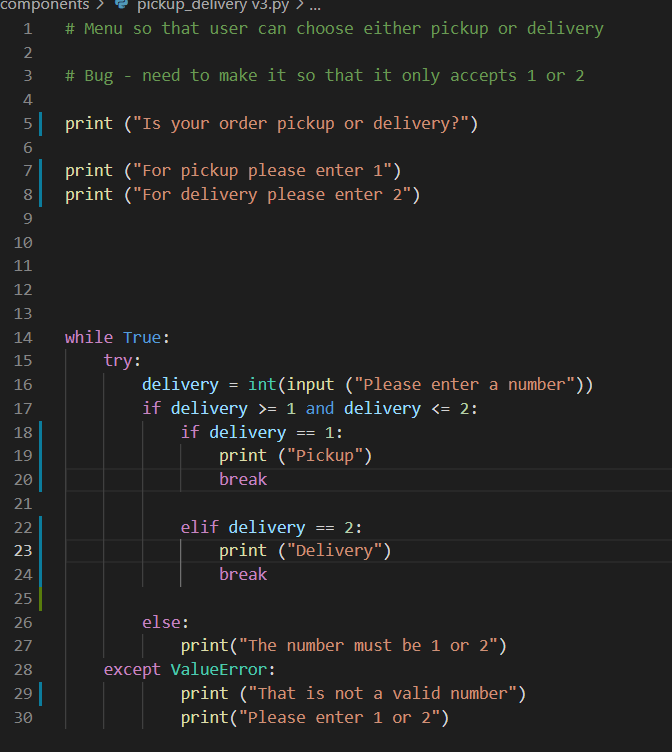 components > pickup_delivery v3.py > ...
1 # Menu so that user can choose either pickup or delivery
2
3 # Bug - need to make it so that it only accepts 1 or 2
4
5 print ("Is your order pickup or delivery?")
6
7 print ("For pickup please enter 1")
8 print ("For delivery please enter 2")
9
10
11
12
13
14 while True:
15     try:
16         delivery = int(input ("Please enter a number"))
17         if delivery >= 1 and delivery <= 2:
18             if delivery == 1:
19                 print ("Pickup")
20                 break
21
22             elif delivery == 2:
23                 print ("Delivery")
24                 break
25
26         else:
27             print("The number must be 1 or 2")
28     except ValueError:
29             print ("That is not a valid number")
30             print("Please enter 1 or 2")